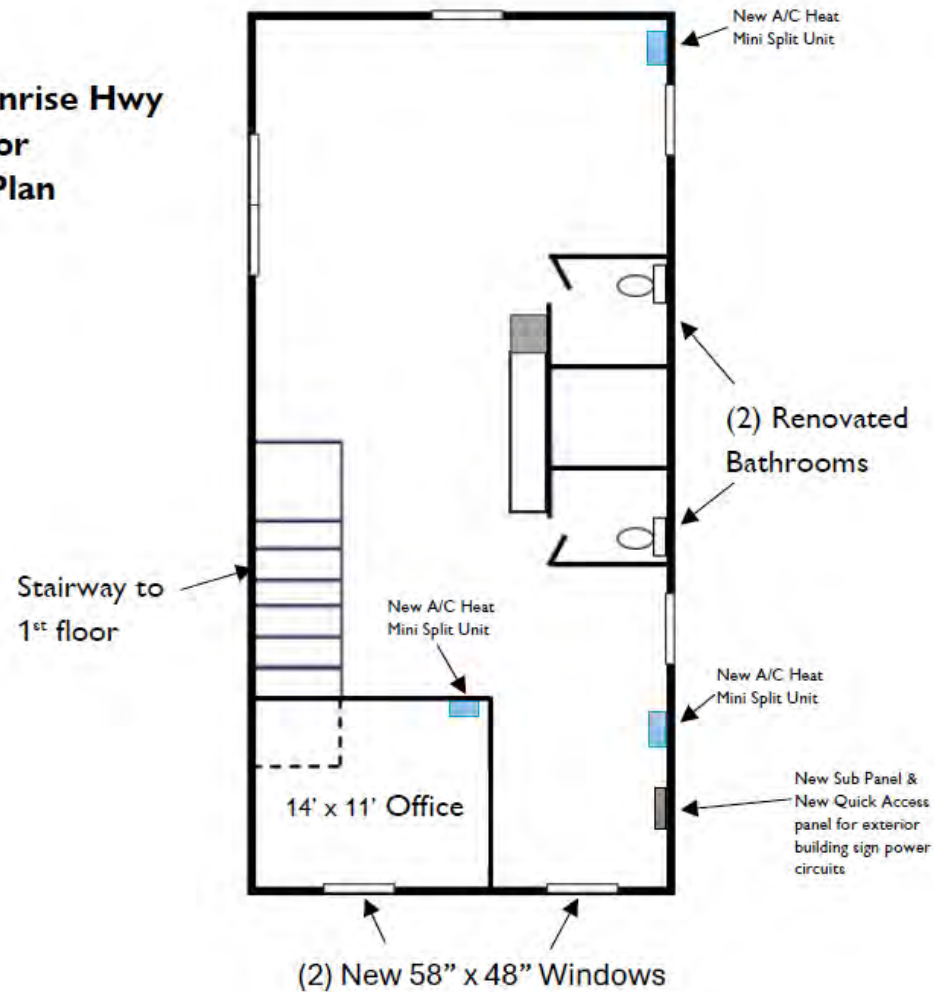 New A/C Heat
Mini Split Unit
nrise Hwy
or
Plan
(2) Renovated
Bathrooms
Stairway to
1st floor
New A/C Heat
Mini Split Unit
New A/C Heat
Mini Split Unit
New Sub Panel &
New Quick Access
panel for exterior
building sign power
circuits
14' x 11' Office
(2) New 58" x 48" Windows